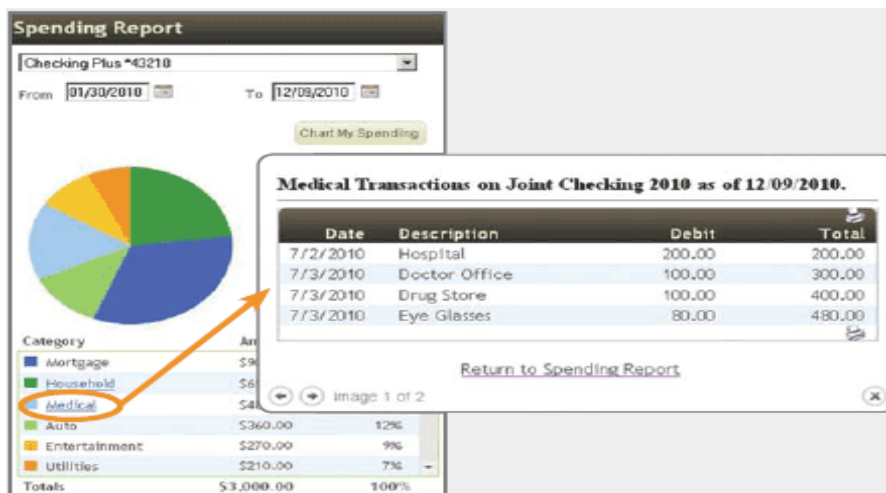 Spending Report
Checking Plus *43210
From 01/30/2010 To 12/09/2010
Chart My Spending
Medical Transactions on Joint Checking 2010 as of 12/09/2010.
Date Description Debit Total
7/2/2010 Hospital 200.00 200.00
7/3/2010 Doctor Office 100.00 300.00
7/3/2010 Drug Store 100.00 400.00
7/3/2010 Eye Glasses 80.00 480.00
Return to Spending Report
image 1 of 2
Category
Mortgage
Household
Medical
Auto $360.00 12%
Entertainment $270.00 9%
Utilities $210.00 7%
Totals $3,000.00 100%